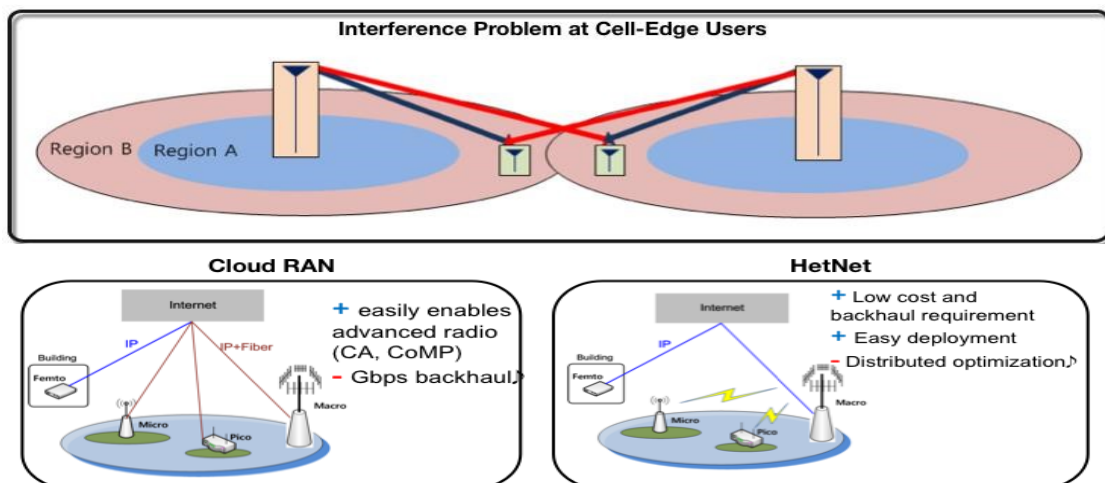 Interference Problem at Cell-Edge Users
Region B
Region A
Cloud RAN
Internet
IP
IP+Fiber
Building
Femto
Micro
Pico
Macro
+ easily enables
advanced radio
(CA, CoMP)
- Gbps backhaul♪
HetNet
Internet
IP
Building
Femto
Micro
Pico
Macro
+ Low cost and
backhaul requirement
+ Easy deployment
- Distributed optimization♪